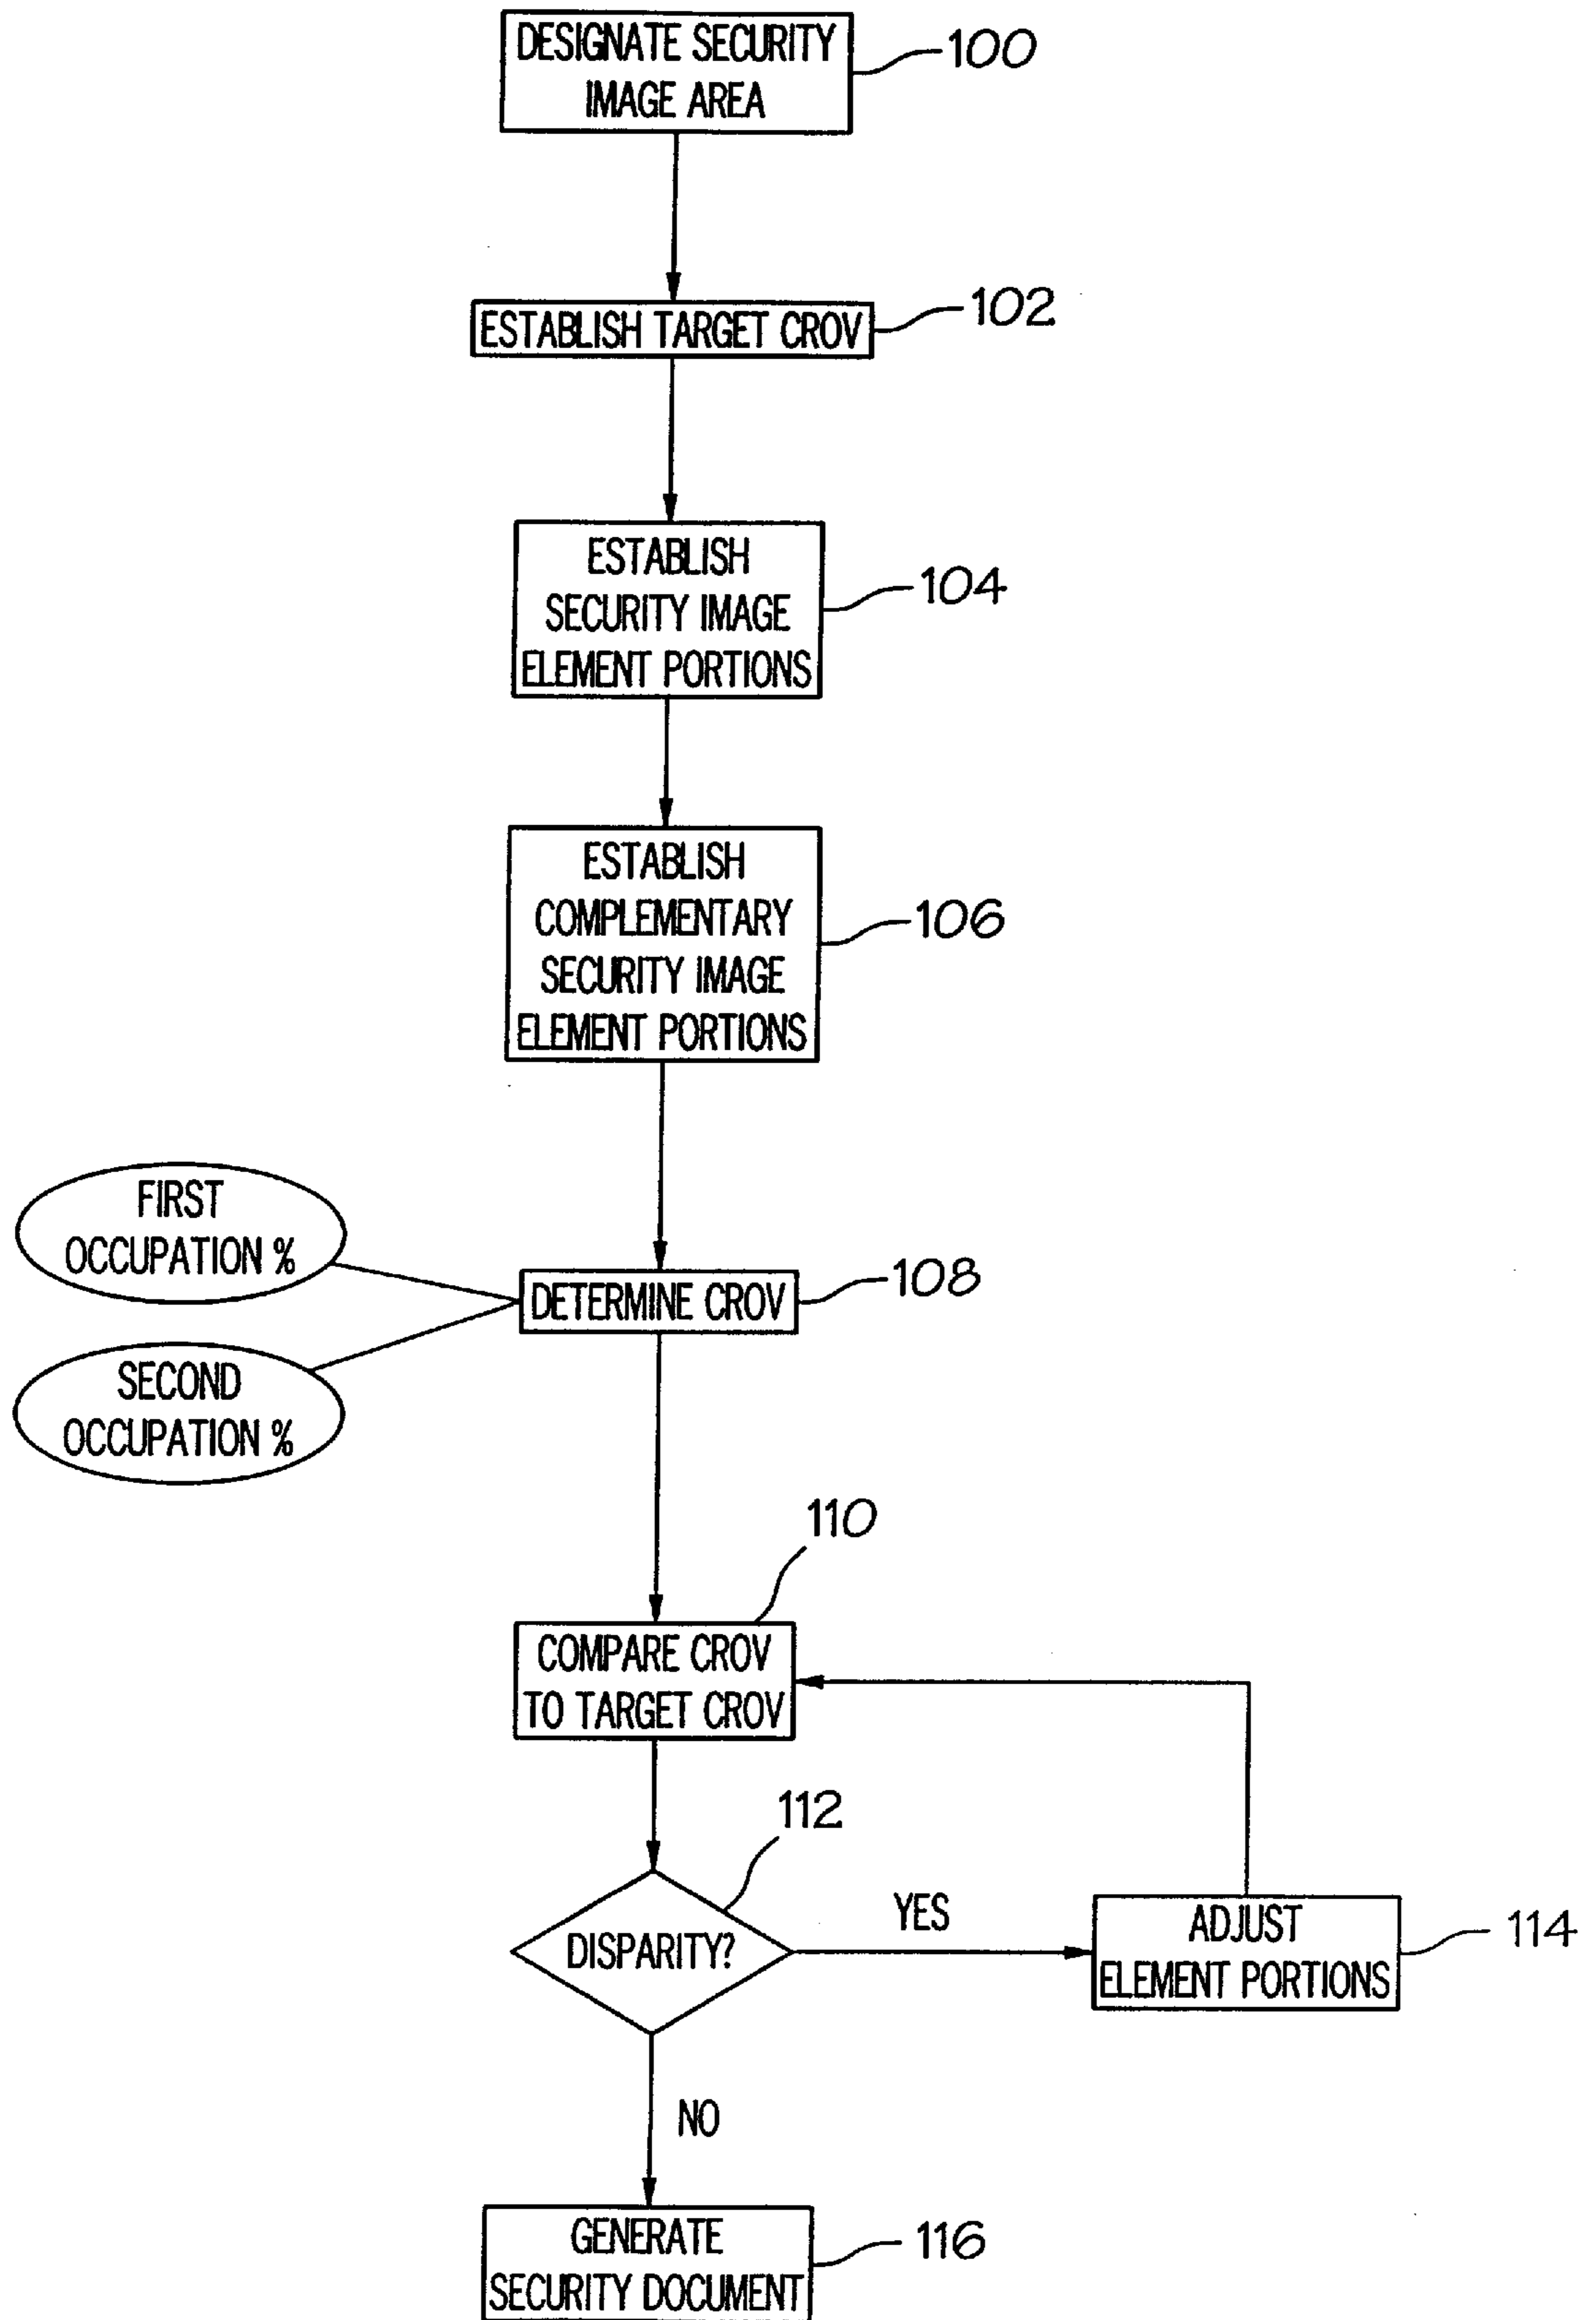 DESIGNATE SECURITY
IMAGE AREA
100
ESTABLISH TARGET CROV
102
ESTABLISH
SECURITY IMAGE
ELEMENT PORTIONS
104
ESTABLISH
COMPLEMENTARY
SECURITY IMAGE
ELEMENT PORTIONS
106
FIRST
OCCUPATION %
DETERMINE CROV
108
SECOND
OCCUPATION %
110
COMPARE CROV
TO TARGET CROV
112
DISPARITY?
YES
ADJUST
ELEMENT PORTIONS
114
NO
GENERATE
SECURITY DOCUMENT
116